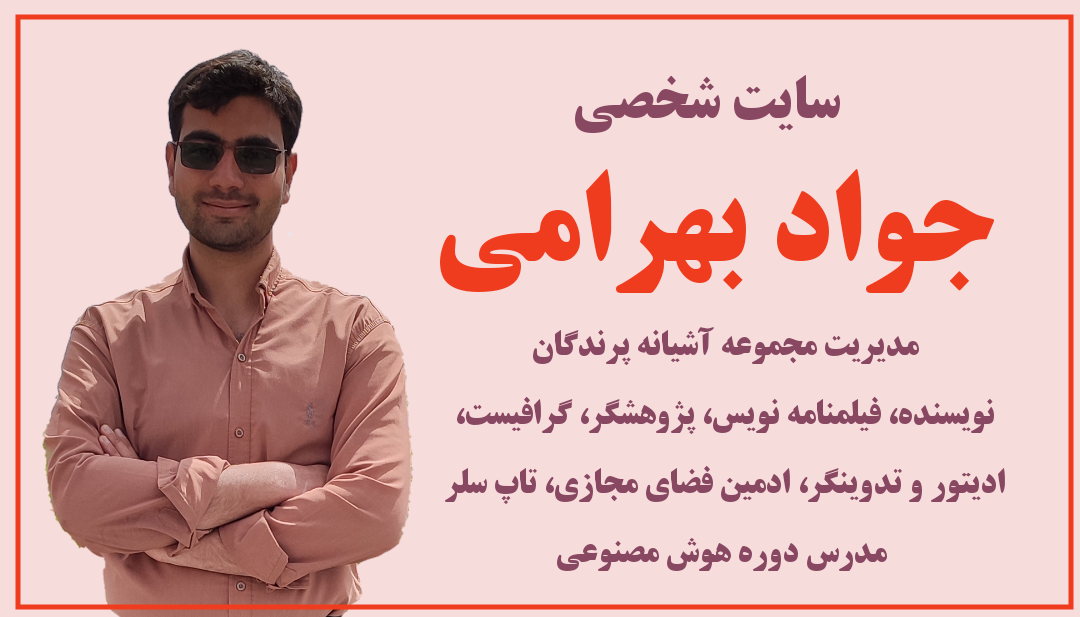 سایت شخصی
جواد بهرامی
مدیریت مجموعه آشیانه پرندگان
نویسنده، فیلمنامه نویس، پژوهشگر، گرافیست،
ادیتور و تدوینگر، ادمین فضای مجازی، تاپ سلر
مدرس دوره هوش مصنوعی